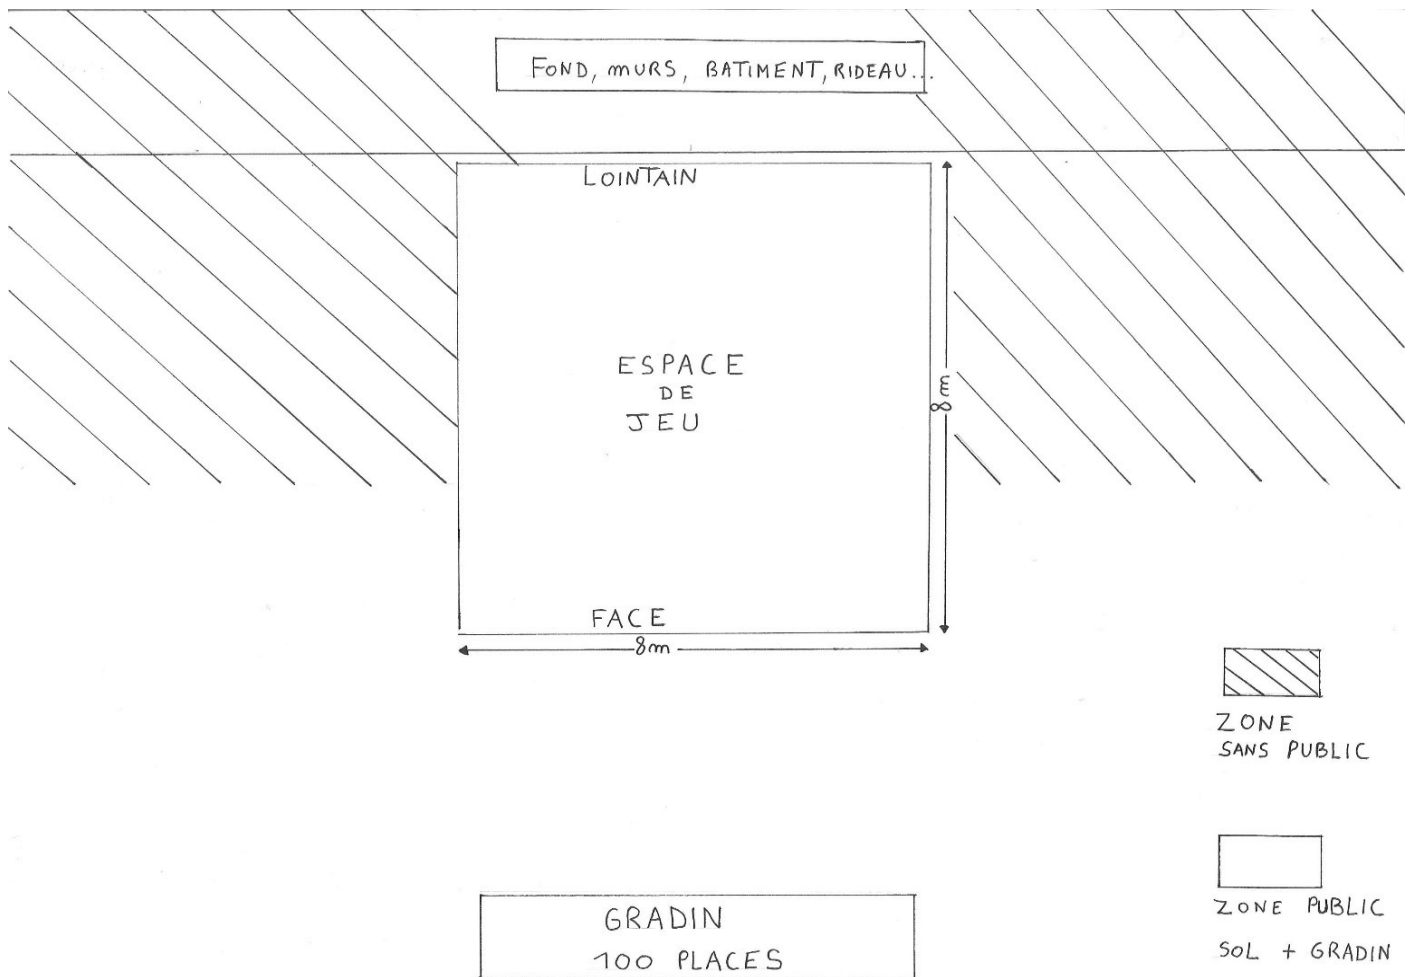 FOND, MURS, BATIMENT, RIDEAU...
LOINTAIN
ESPACE
DE
JEU
8m
FACE
8m
ZONE
SANS PUBLIC
ZONE PUBLIC
SOL + GRADIN
GRADIN
100 PLACES